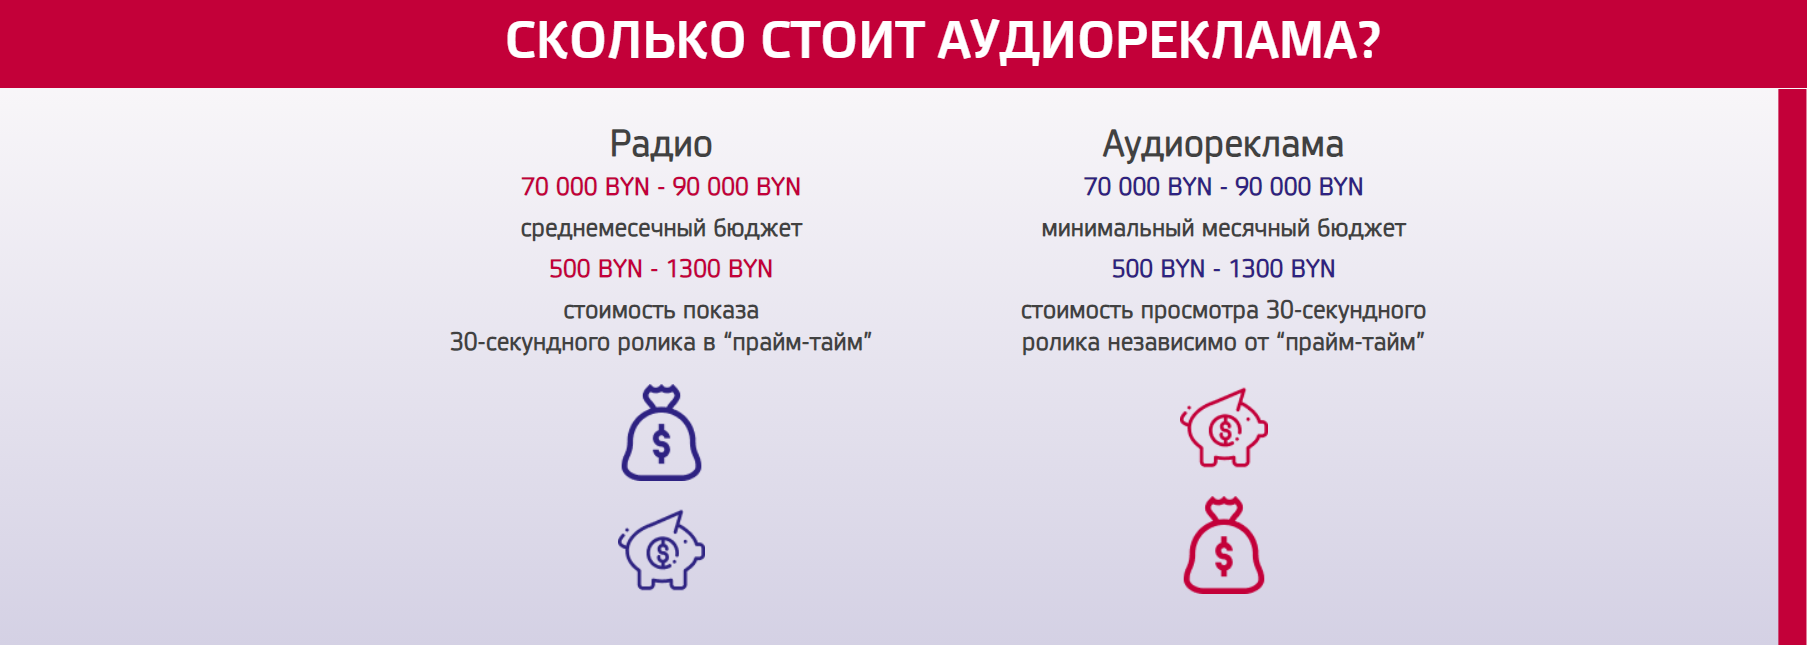 СКОЛЬКО СТОИТ АУДИОРЕКЛАМА?
Радио
70 000 BYN - 90 000 BYN
среднемесечный бюджет
500 BYN - 1300 BYN
стоимость показа
30-секундного ролика в “прайм-тайм”
Аудиореклама
70 000 BYN - 90 000 BYN
минимальный месячный бюджет
500 BYN - 1300 BYN
стоимость просмотра 30-секундного
ролика независимо от “прайм-тайм”
$
$
$
$